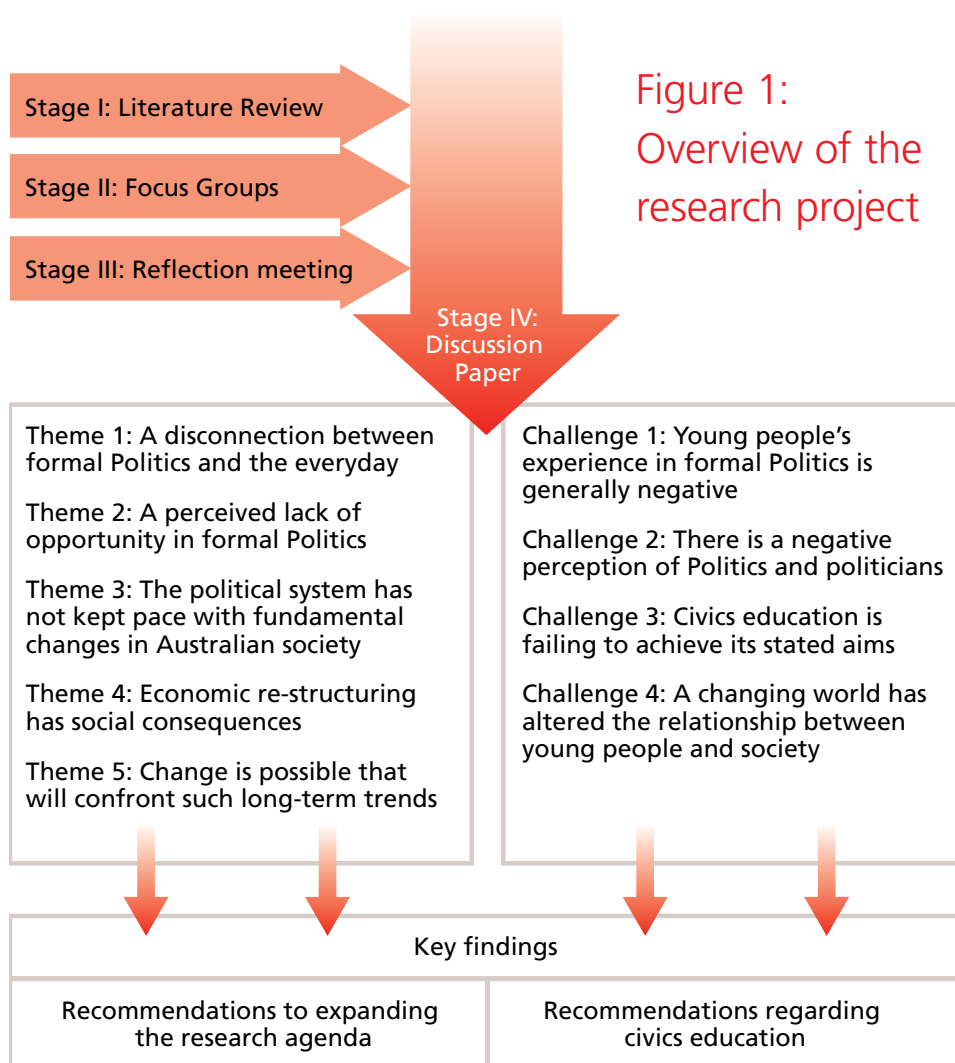 Figure 1:
Overview of the
research project
Stage I: Literature Review
Stage II: Focus Groups
Stage III: Reflection meeting
Stage IV:
Discussion
Paper
Theme 1: A disconnection between
formal Politics and the everyday
Theme 2: A perceived lack of
opportunity in formal Politics
Theme 3: The political system has
not kept pace with fundamental
changes in Australian society
Theme 4: Economic re-structuring
has social consequences
Theme 5: Change is possible that
will confront such long-term trends
Challenge 1: Young people’s
experience in formal Politics is
generally negative
Challenge 2: There is a negative
perception of Politics and politicians
Challenge 3: Civics education is
failing to achieve its stated aims
Challenge 4: A changing world has
altered the relationship between
young people and society
Key findings
Recommendations to expanding
the research agenda
Recommendations regarding
civics education